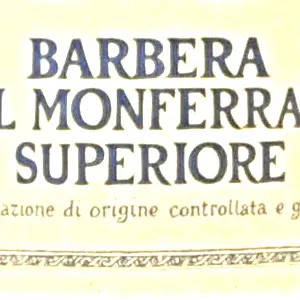 BARBERA
L MONFERRA
SUPERIORE
azione di origine controllata e g